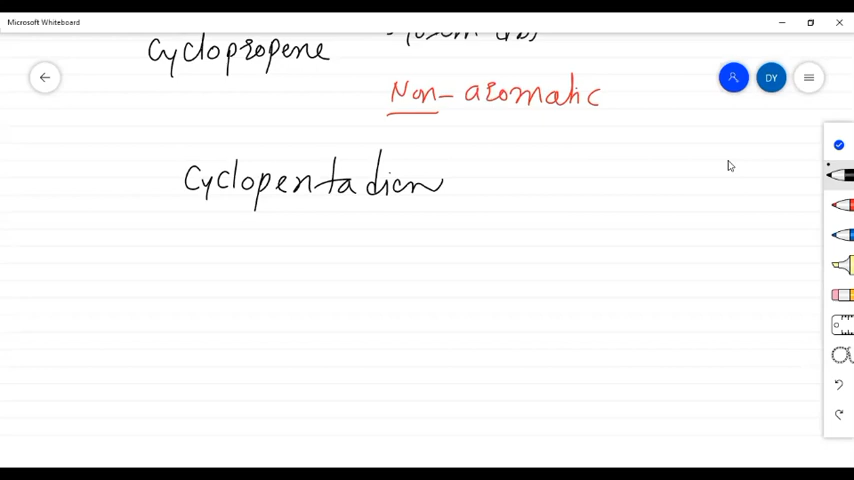 Microsoft Whiteboard
Cyclopropene
DY
Non-aromatic
Cyclopentadien